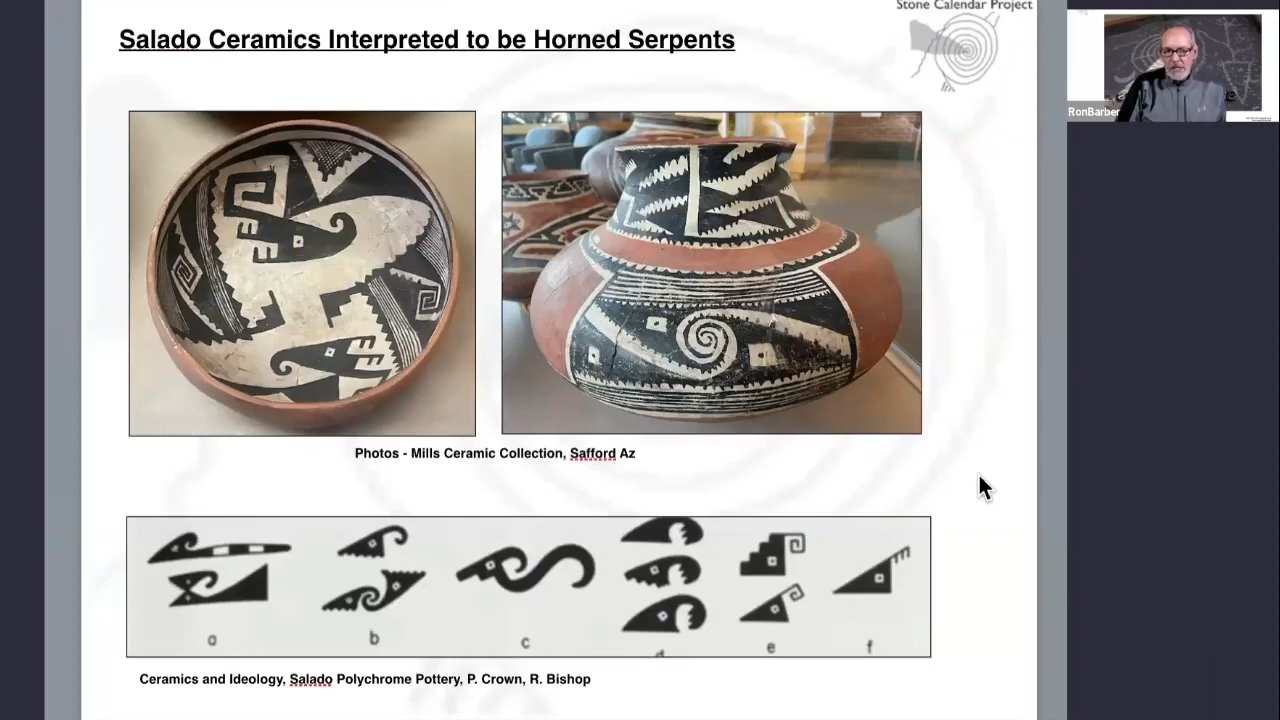 Stone Calendar Project
Salado Ceramics Interpreted to be Horned Serpents
RonBarber
Photos - Mills Ceramic Collection, Safford Az
a b c d e f
Ceramics and Ideology, Salado Polychrome Pottery, P. Crown, R. Bishop